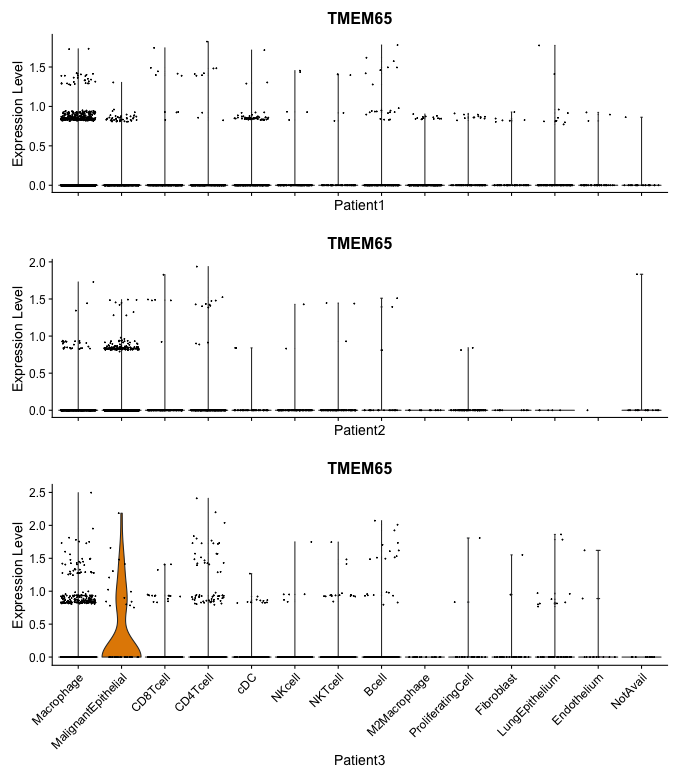 TMEM65
Expression Level
1.5
1.0
0.5
0.0
Patient1
TMEM65
Expression Level
2.0
1.5
1.0
0.5
0.0
Patient2
TMEM65
Expression Level
2.5
2.0
1.5
1.0
0.5
0.0
Macrophage
MalignantEpithelial
CD8Tcell
CD4Tcell
cDC
NKcell
NKTcell
Bcell
M2Macrophage
ProliferatingCell
Fibroblast
LungEpithelium
Endothelium
NotAvail
Patient3